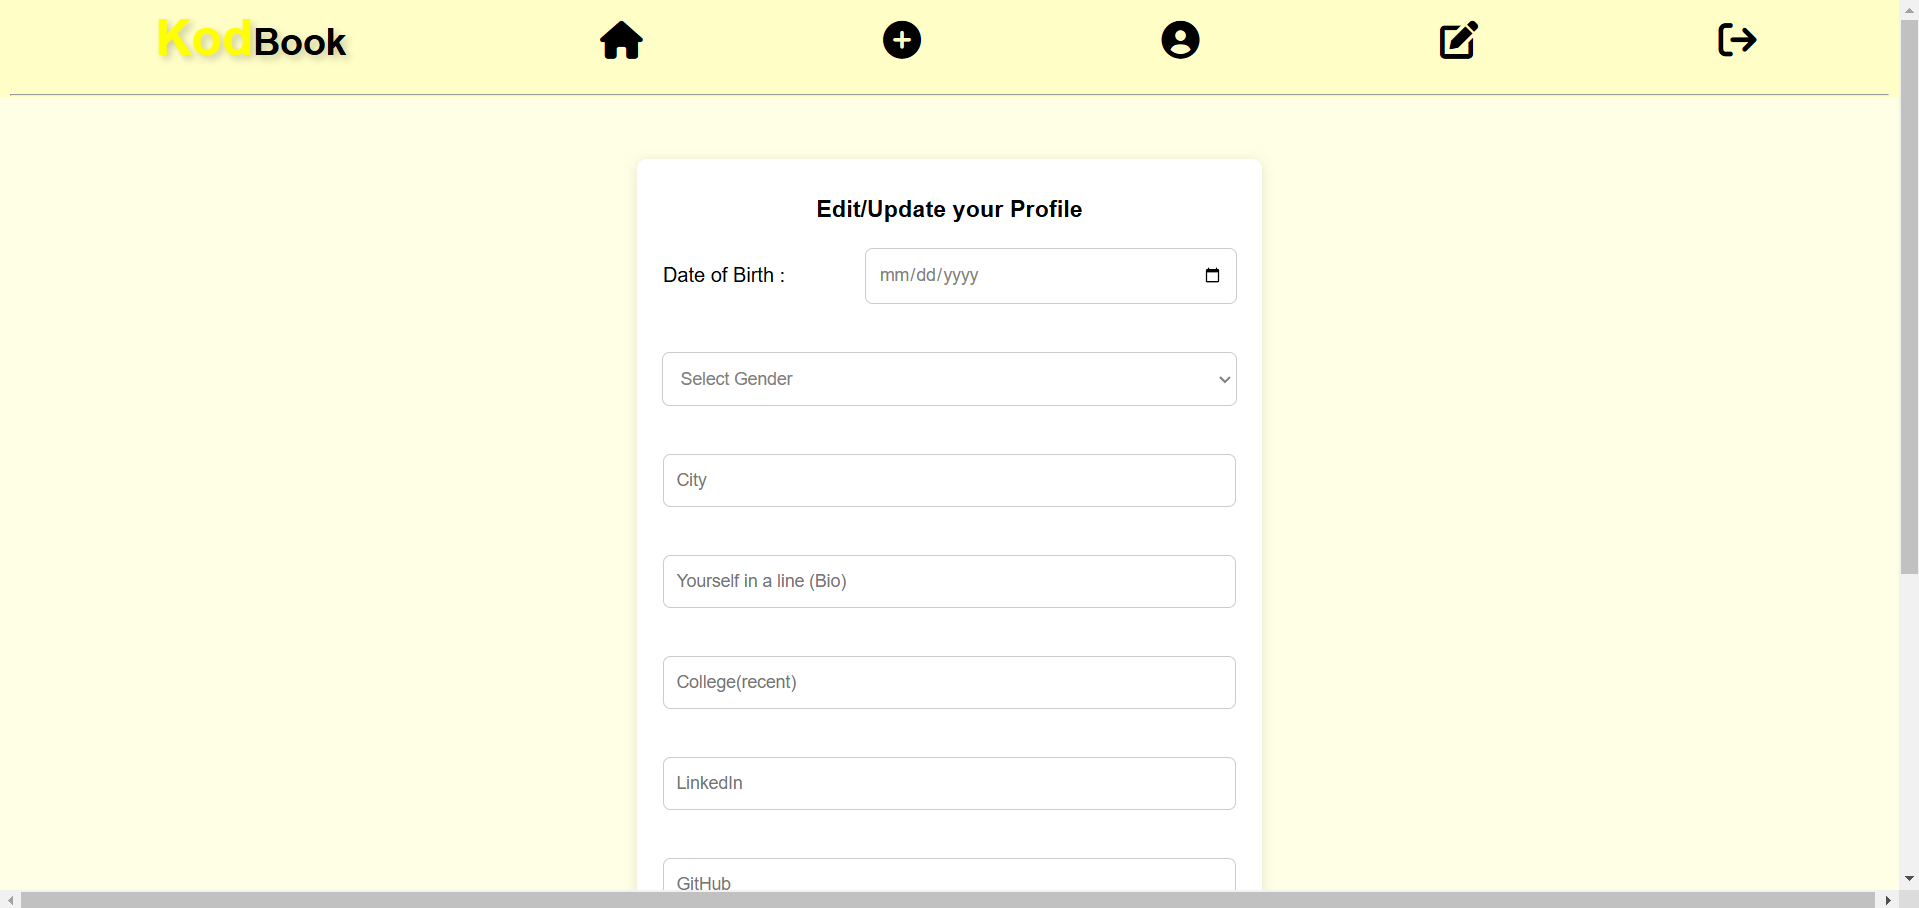 KodBook
Edit/Update your Profile
Date of Birth :
mm/dd/yyyy
Select Gender
City
Yourself in a line (Bio)
College(recent)
LinkedIn
GitHub